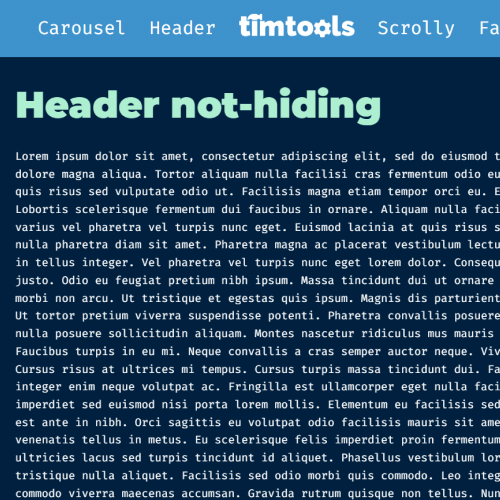 Carousel Header timtools Scrolly
Header not-hiding
Lorem ipsum dolor sit amet, consectetur adipiscing elit, sed do eiusmod
dolore magna aliqua. Tortor aliquam nulla facilisi cras fermentum odio eu
quis risus sed vulputate odio ut. Facilisis magna etiam tempor orci eu.
Lobortis scelerisque fermentum dui faucibus in ornare. Aliquam nulla
varius vel pharetra vel turpis nunc eget. Euismod lacinia at quis risus
nulla pharetra diam sit amet. Pharetra magna ac placerat vestibulum
in tellus integer. Vel pharetra vel turpis nunc eget lorem dolor.
justo. Odio eu feugiat pretium nibh ipsum. Massa tincidunt dui ut ornare
morbi non arcu. Ut tristique et egestas quis ipsum. Magnis dis parturient
Ut tortor pretium viverra suspendisse potenti. Pharetra convallis posuere
nulla posuere sollicitudin aliquam. Montes nascetur ridiculus mus mauris
Faucibus turpis in eu mi. Neque convallis a cras semper auctor neque.
Cursus risus at ultrices mi tempus. Cursus turpis massa tincidunt dui.
integer enim neque volutpat ac. Fringilla est ullamcorper eget nulla
imperdiet sed euismod nisi porta lorem mollis. Elementum eu facilisis sed
est ante in nibh. Orci sagittis eu volutpat odio facilisis mauris sit
venenatis tellus in metus. Eu scelerisque felis imperdiet proin fermentum
ultricies lacus sed turpis tincidunt id aliquet. Phasellus vestibulum
tristique nulla aliquet. Facilisis sed odio morbi quis commodo. Leo
commodo viverra maecenas accumsan. Gravida rutrum quisque non tellus.